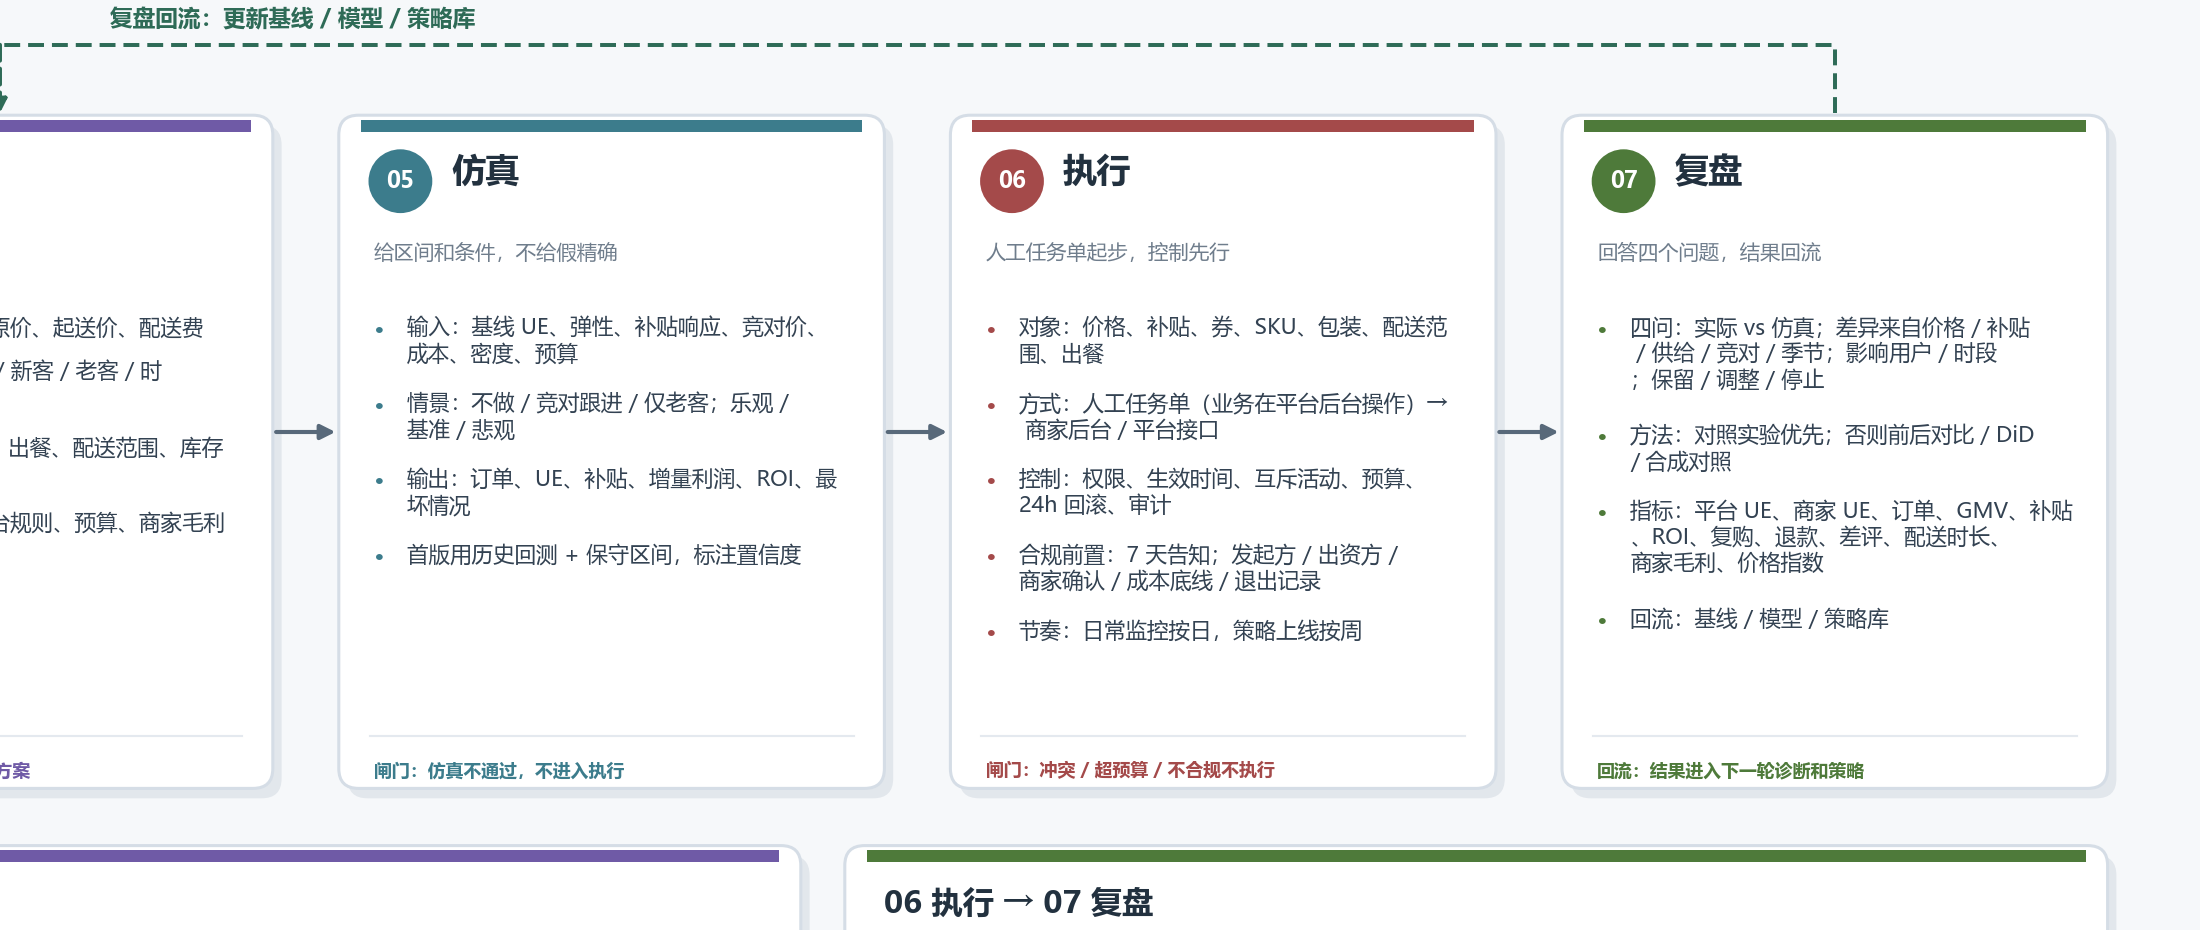 复盘回流：更新基线 / 模型 / 策略库
原价、起送价、配送费
/ 新客 / 老客 / 时
出餐、配送范围、库存
台规则、预算、商家毛利
方案
05 仿真
给区间和条件，不给假精确
• 输入：基线 UE、弹性、补贴响应、竞对价、
成本、密度、预算
• 情景：不做 / 竞对跟进 / 仅老客；乐观 /
基准 / 悲观
• 输出：订单、UE、补贴、增量利润、ROI、最
坏情况
• 首版用历史回测 + 保守区间，标注置信度
闸门：仿真不通过，不进入执行
06 执行
人工任务单起步，控制先行
• 对象：价格、补贴、券、SKU、包装、配送范
围、出餐
• 方式：人工任务单（业务在平台后台操作）→
商家后台 / 平台接口
• 控制：权限、生效时间、互斥活动、预算、
24h 回滚、审计
• 合规前置：7 天告知；发起方 / 出资方 /
商家确认 / 成本底线 / 退出记录
• 节奏：日常监控按日，策略上线按周
闸门：冲突 / 超预算 / 不合规不执行
07 复盘
回答四个问题，结果回流
• 四问：实际 vs 仿真；差异来自价格 / 补贴
/ 供给 / 竞对 / 季节；影响用户 / 时段
；保留 / 调整 / 停止
• 方法：对照实验优先；否则前后对比 / DiD
/ 合成对照
• 指标：平台 UE、商家 UE、订单、GMV、补贴
、ROI、复购、退款、差评、配送时长、
商家毛利、价格指数
• 回流：基线 / 模型 / 策略库
回流：结果进入下一轮诊断和策略
06 执行 → 07 复盘